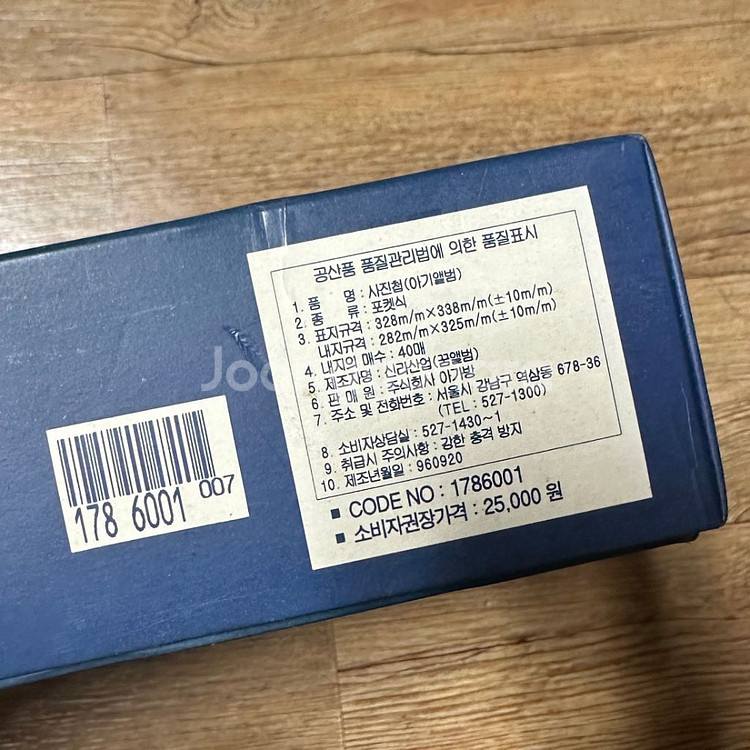 공산품 품질관리법에 의한 품질표시
1. 품 명 : 사진첩(아기앨범)
2. 종 류 : 포켓식
3. 표지규격 : 328m/m×338m/m(±10m/m)
내지규격 : 282m/m×325m/m(±10m/m)
4. 내지의 매수 : 40매
5. 제조자명 : 신라산업(꿈앨범)
6. 판 매 원 : 주식회사 아가방
7. 주소 및 전화번호 : 서울시 강남구 역삼동 678-36
(TEL : 527-1300)
8. 소비자상담실 : 527-1430~1
9. 취급시 주의사항 : 강한 충격 방지
10. 제조년월일 : 960920
■ CODE NO : 1786001
■ 소비자권장가격 : 25,000 원
178 6001 007